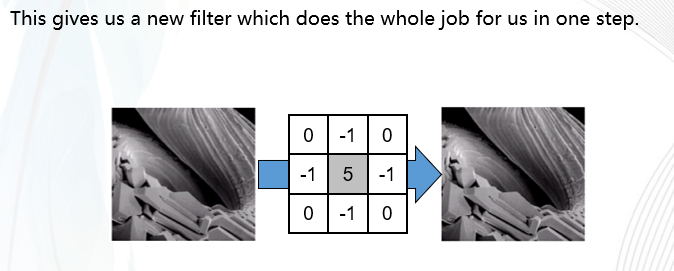 This gives us a new filter which does the whole job for us in one step.
0 -1 0
-1 5 -1
0 -1 0